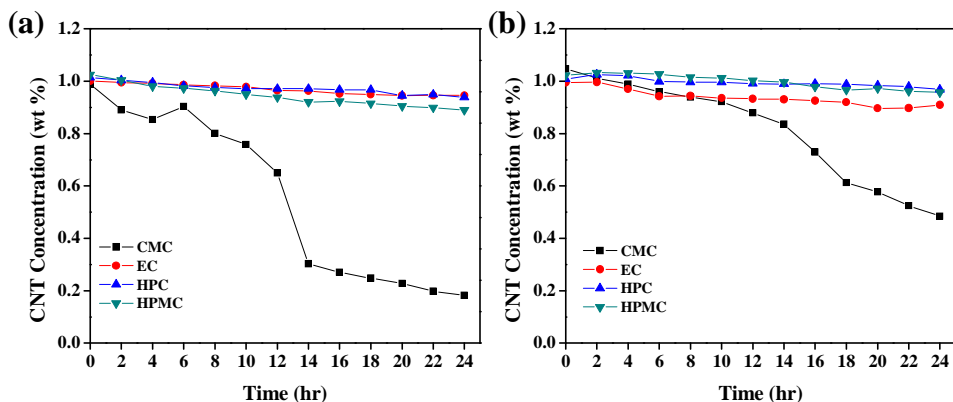 (a)
CNT Concentration (wt %)
1.2
1.0
0.8
0.6
0.4
0.2
0.0
CMC
EC
HPC
HPMC
0 2 4 6 8 10 12 14 16 18 20 22 24
Time (hr)
(b)
CNT Concentration (wt %)
1.2
1.0
0.8
0.6
0.4
0.2
0.0
CMC
EC
HPC
HPMC
0 2 4 6 8 10 12 14 16 18 20 22 24
Time (hr)